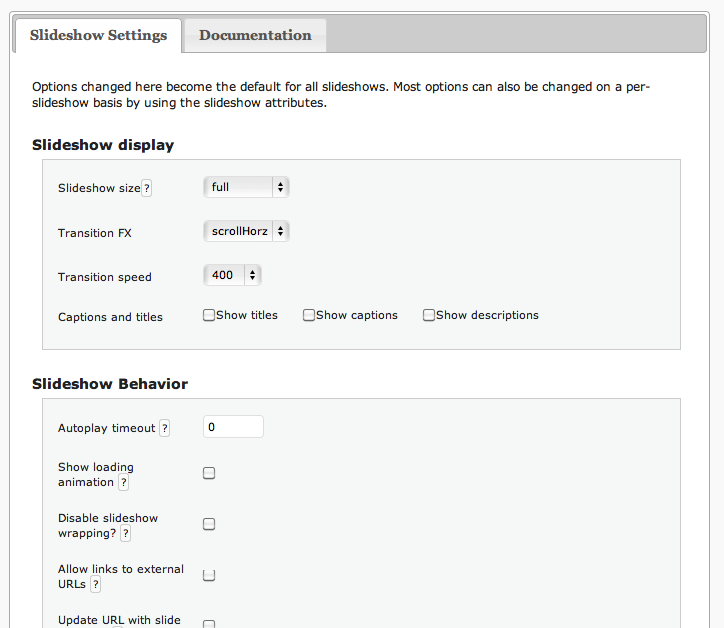 Slideshow Settings
Documentation
Options changed here become the default for all slideshows. Most options can also be changed on a per-
slideshow basis by using the slideshow attributes.
Slideshow display
Slideshow size ?
full
Transition FX
scrollHorz
Transition speed
400
Captions and titles
Show titles
Show captions
Show descriptions
Slideshow Behavior
Autoplay timeout ?
0
Show loading
animation ?
Disable slideshow
wrapping? ?
Allow links to external
URLs ?
Update URL with slide